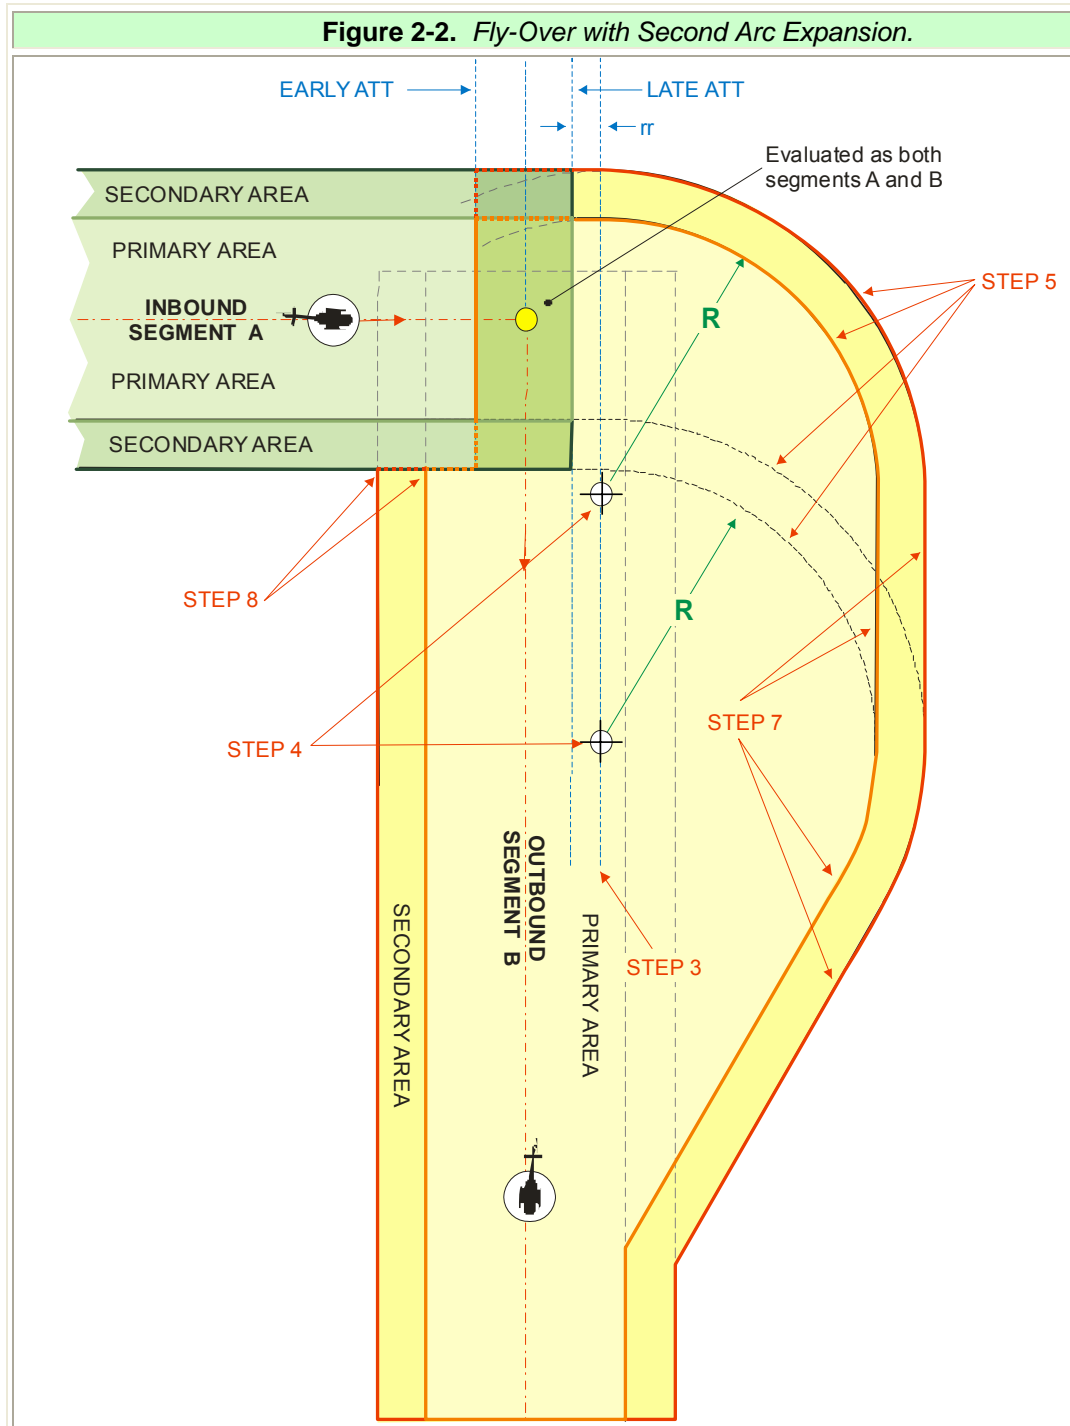 Figure 2-2. Fly-Over with Second Arc Expansion.
EARLY ATT
LATE ATT
rr
Evaluated as both
segments A and B
SECONDARY AREA
PRIMARY AREA
INBOUND
SEGMENT A
PRIMARY AREA
SECONDARY AREA
STEP 5
R
STEP 8
R
STEP 7
STEP 4
OUTBOUND
SEGMENT B
SECONDARY AREA
PRIMARY AREA
STEP 3